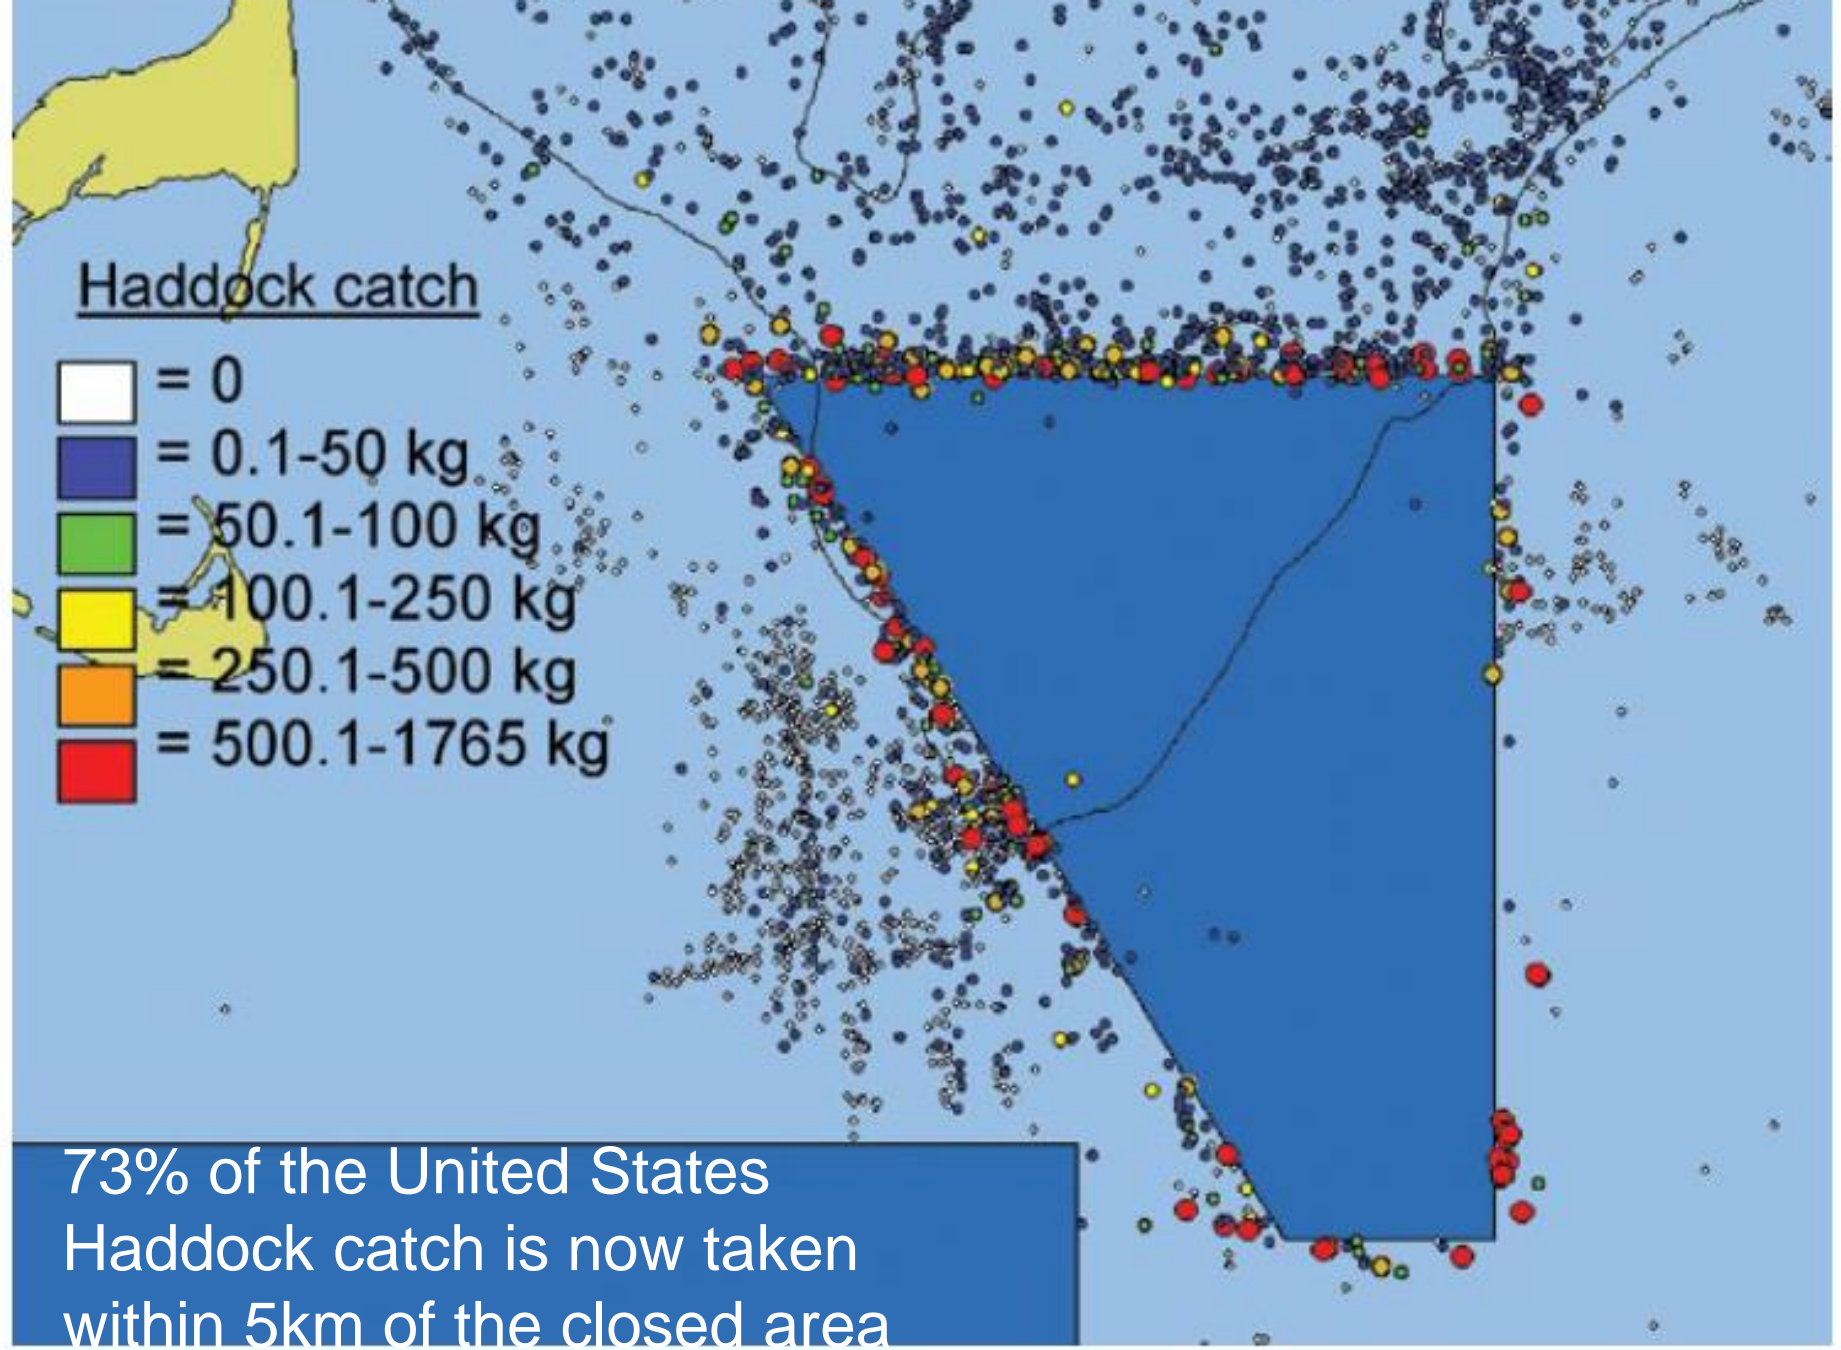 Haddock catch
= 0
= 0.1-50 kg
= 50.1-100 kg
= 100.1-250 kg
= 250.1-500 kg
= 500.1-1765 kg
73% of the United States
Haddock catch is now taken
within 5km of the closed area